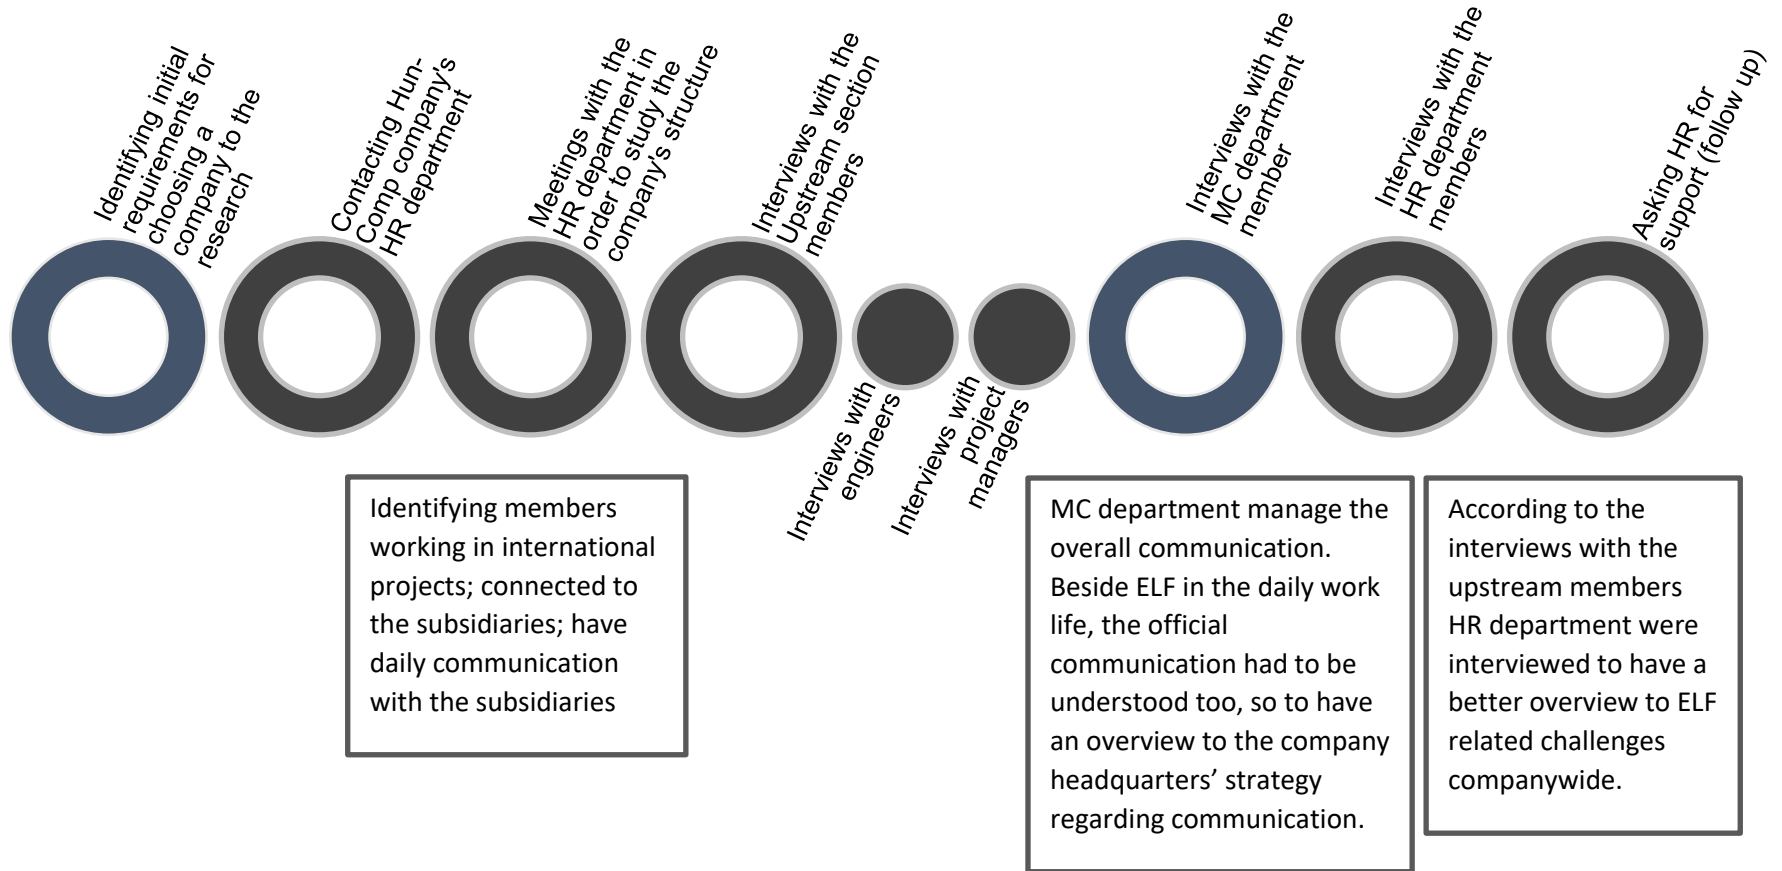 Identifying initial
requirements for
choosing a
company to the
research
Contacting Hun-
Comp company's
HR department
Meetings with the
HR department in
order to study the
company's structure
Interviews with the
Upstream section
members
Interviews with
engineers
Interviews with
project
managers
Interviews with the
MC department
member
Interviews with the
HR department
members
Asking HR for
support (follow up)
Identifying members
working in international
projects; connected to
the subsidiaries; have
daily communication
with the subsidiaries
MC department manage the
overall communication.
Beside ELF in the daily work
life, the official
communication had to be
understood too, so to have
an overview to the company
headquarters’ strategy
regarding communication.
According to the
interviews with the
upstream members
HR department were
interviewed to have a
better overview to ELF
related challenges
companywide.